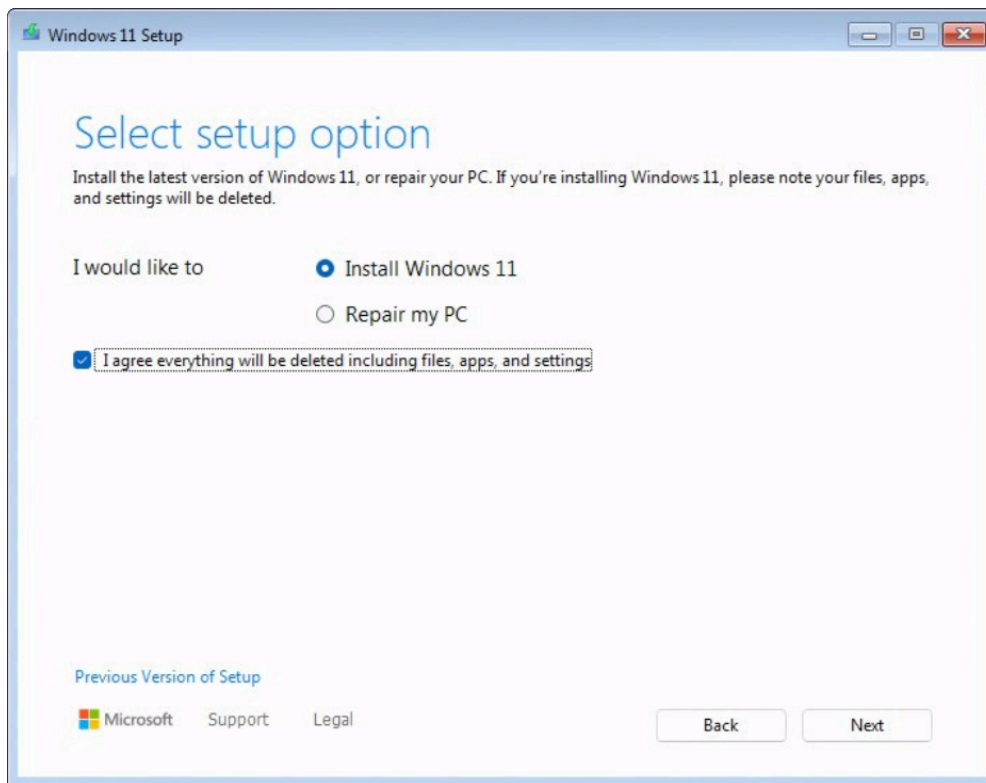 Windows 11 Setup
Select setup option
Install the latest version of Windows 11, or repair your PC. If you're installing Windows 11, please note your files, apps,
and settings will be deleted.
I would like to
Install Windows 11
Repair my PC
I agree everything will be deleted including files, apps, and settings
Previous Version of Setup
Microsoft Support Legal
Back Next